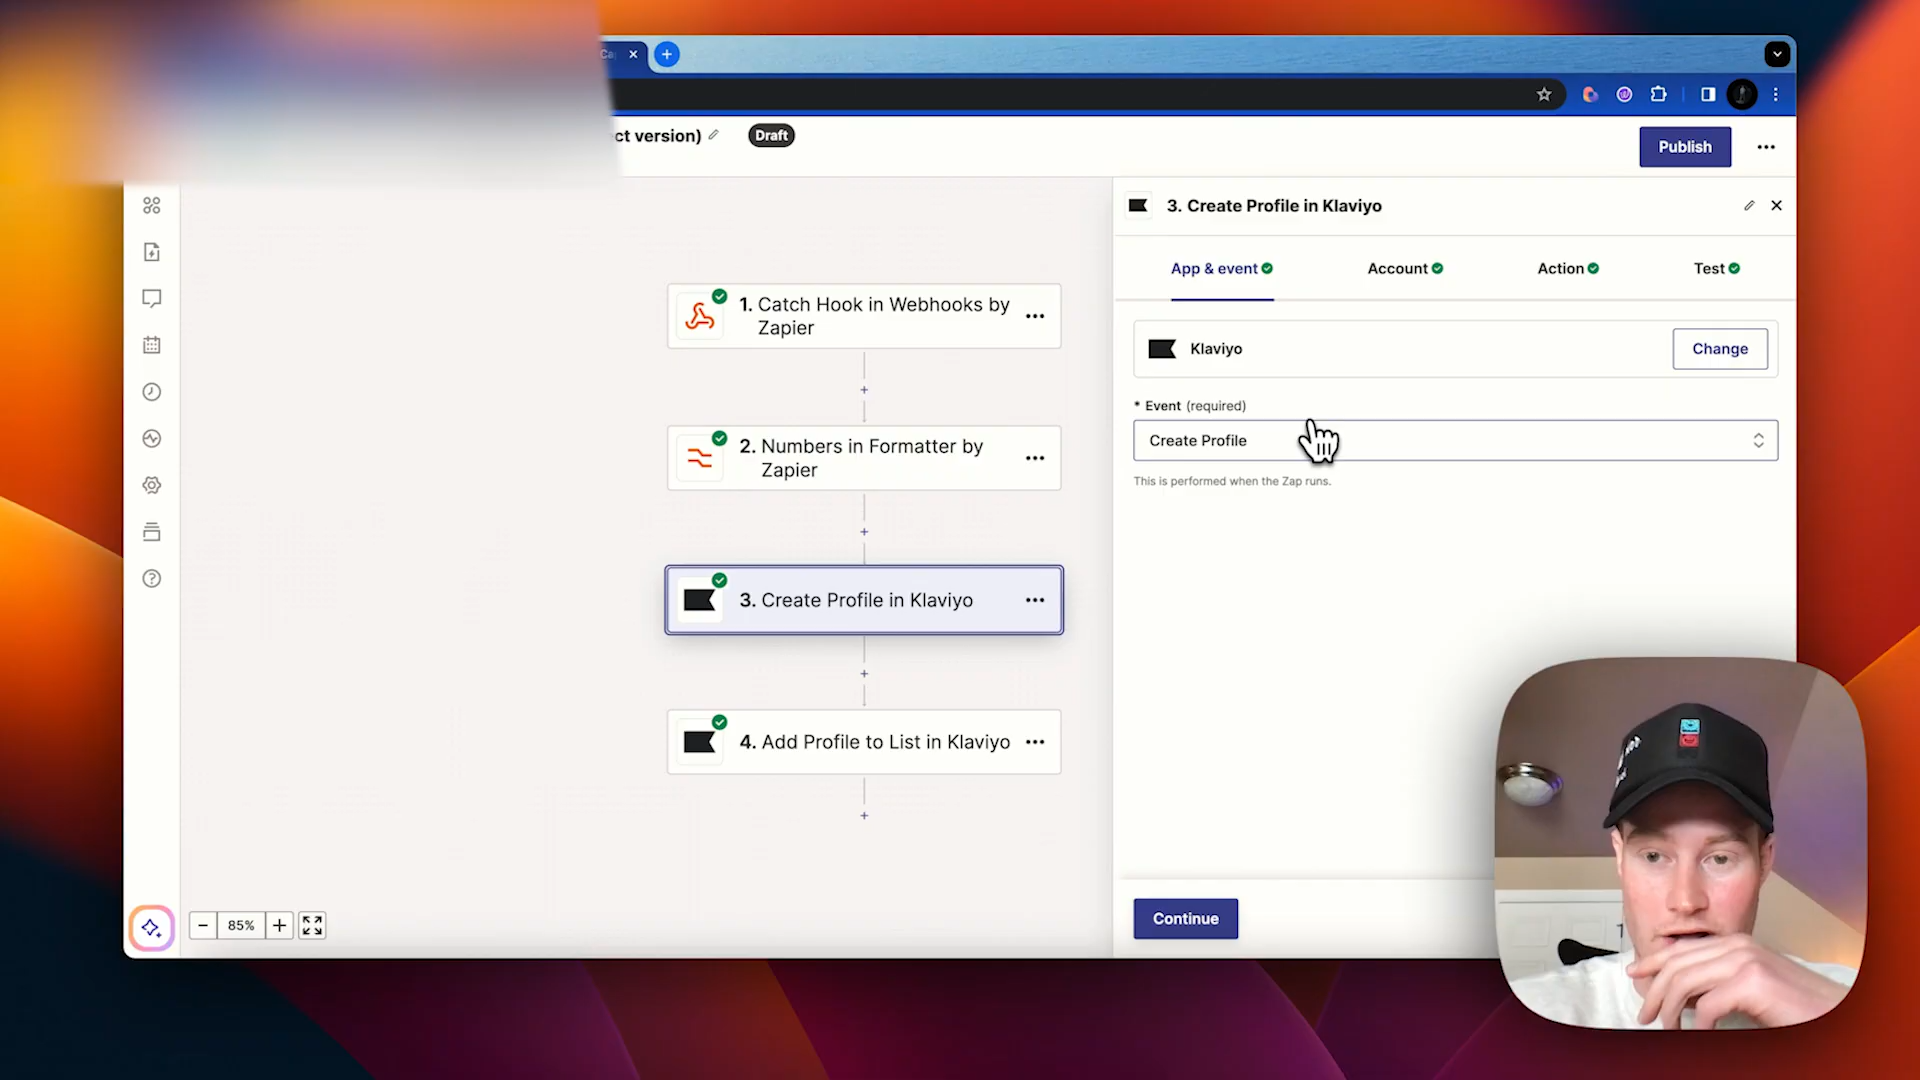 ct version)
Draft
Publish
3. Create Profile in Klaviyo
App & event
Account
Action
Test
1. Catch Hook in Webhooks by
Zapier
Klaviyo
Change
* Event (required)
Create Profile
This is performed when the Zap runs.
2. Numbers in Formatter by
Zapier
3. Create Profile in Klaviyo
4. Add Profile to List in Klaviyo
85%
Continue